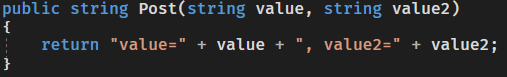 public string Post(string value, string value2)
{
    return "value=" + value + ", value2=" + value2;
}